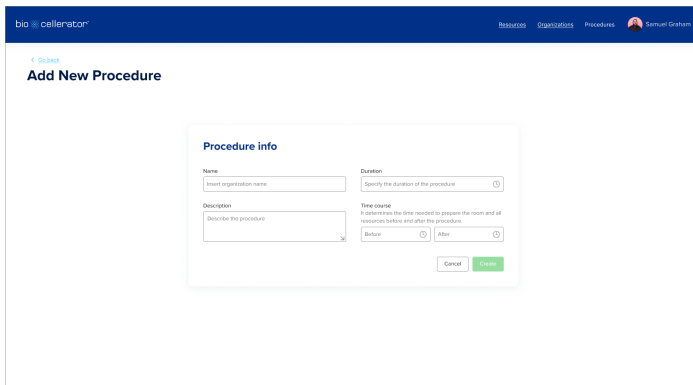 bio cellerator
Resources
Organizations
Procedures
Samuel Graham
Go back
Add New Procedure
Procedure info
Name
Insert organization name
Duration
Specify the duration of the procedure
Description
Describe the procedure
Time course
It determines the time needed to prepare the room and all
resources before and after the procedure.
Before
After
Cancel
Create